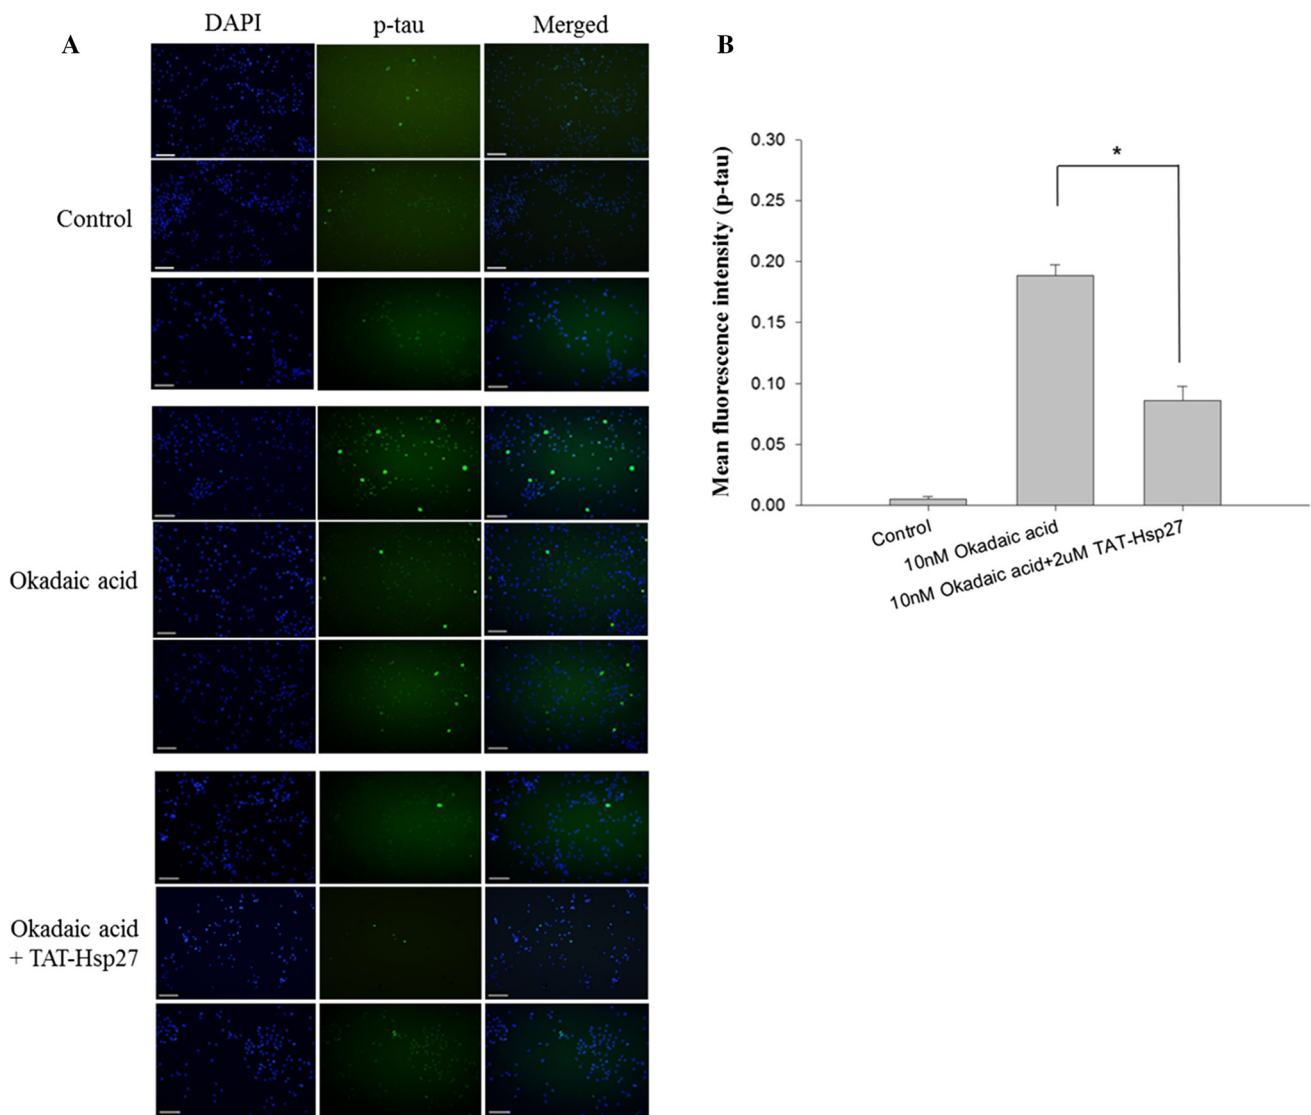 A
DAPI
p-tau
Merged
Control
Okadaic acid
Okadaic acid
+ TAT-Hsp27
B
Mean fluorescence intensity (p-tau)
0.30
0.25
0.20
0.15
0.10
0.05
0.00
*
Control
10nM Okadaic acid
10nM Okadaic acid+2uM TAT-Hsp27